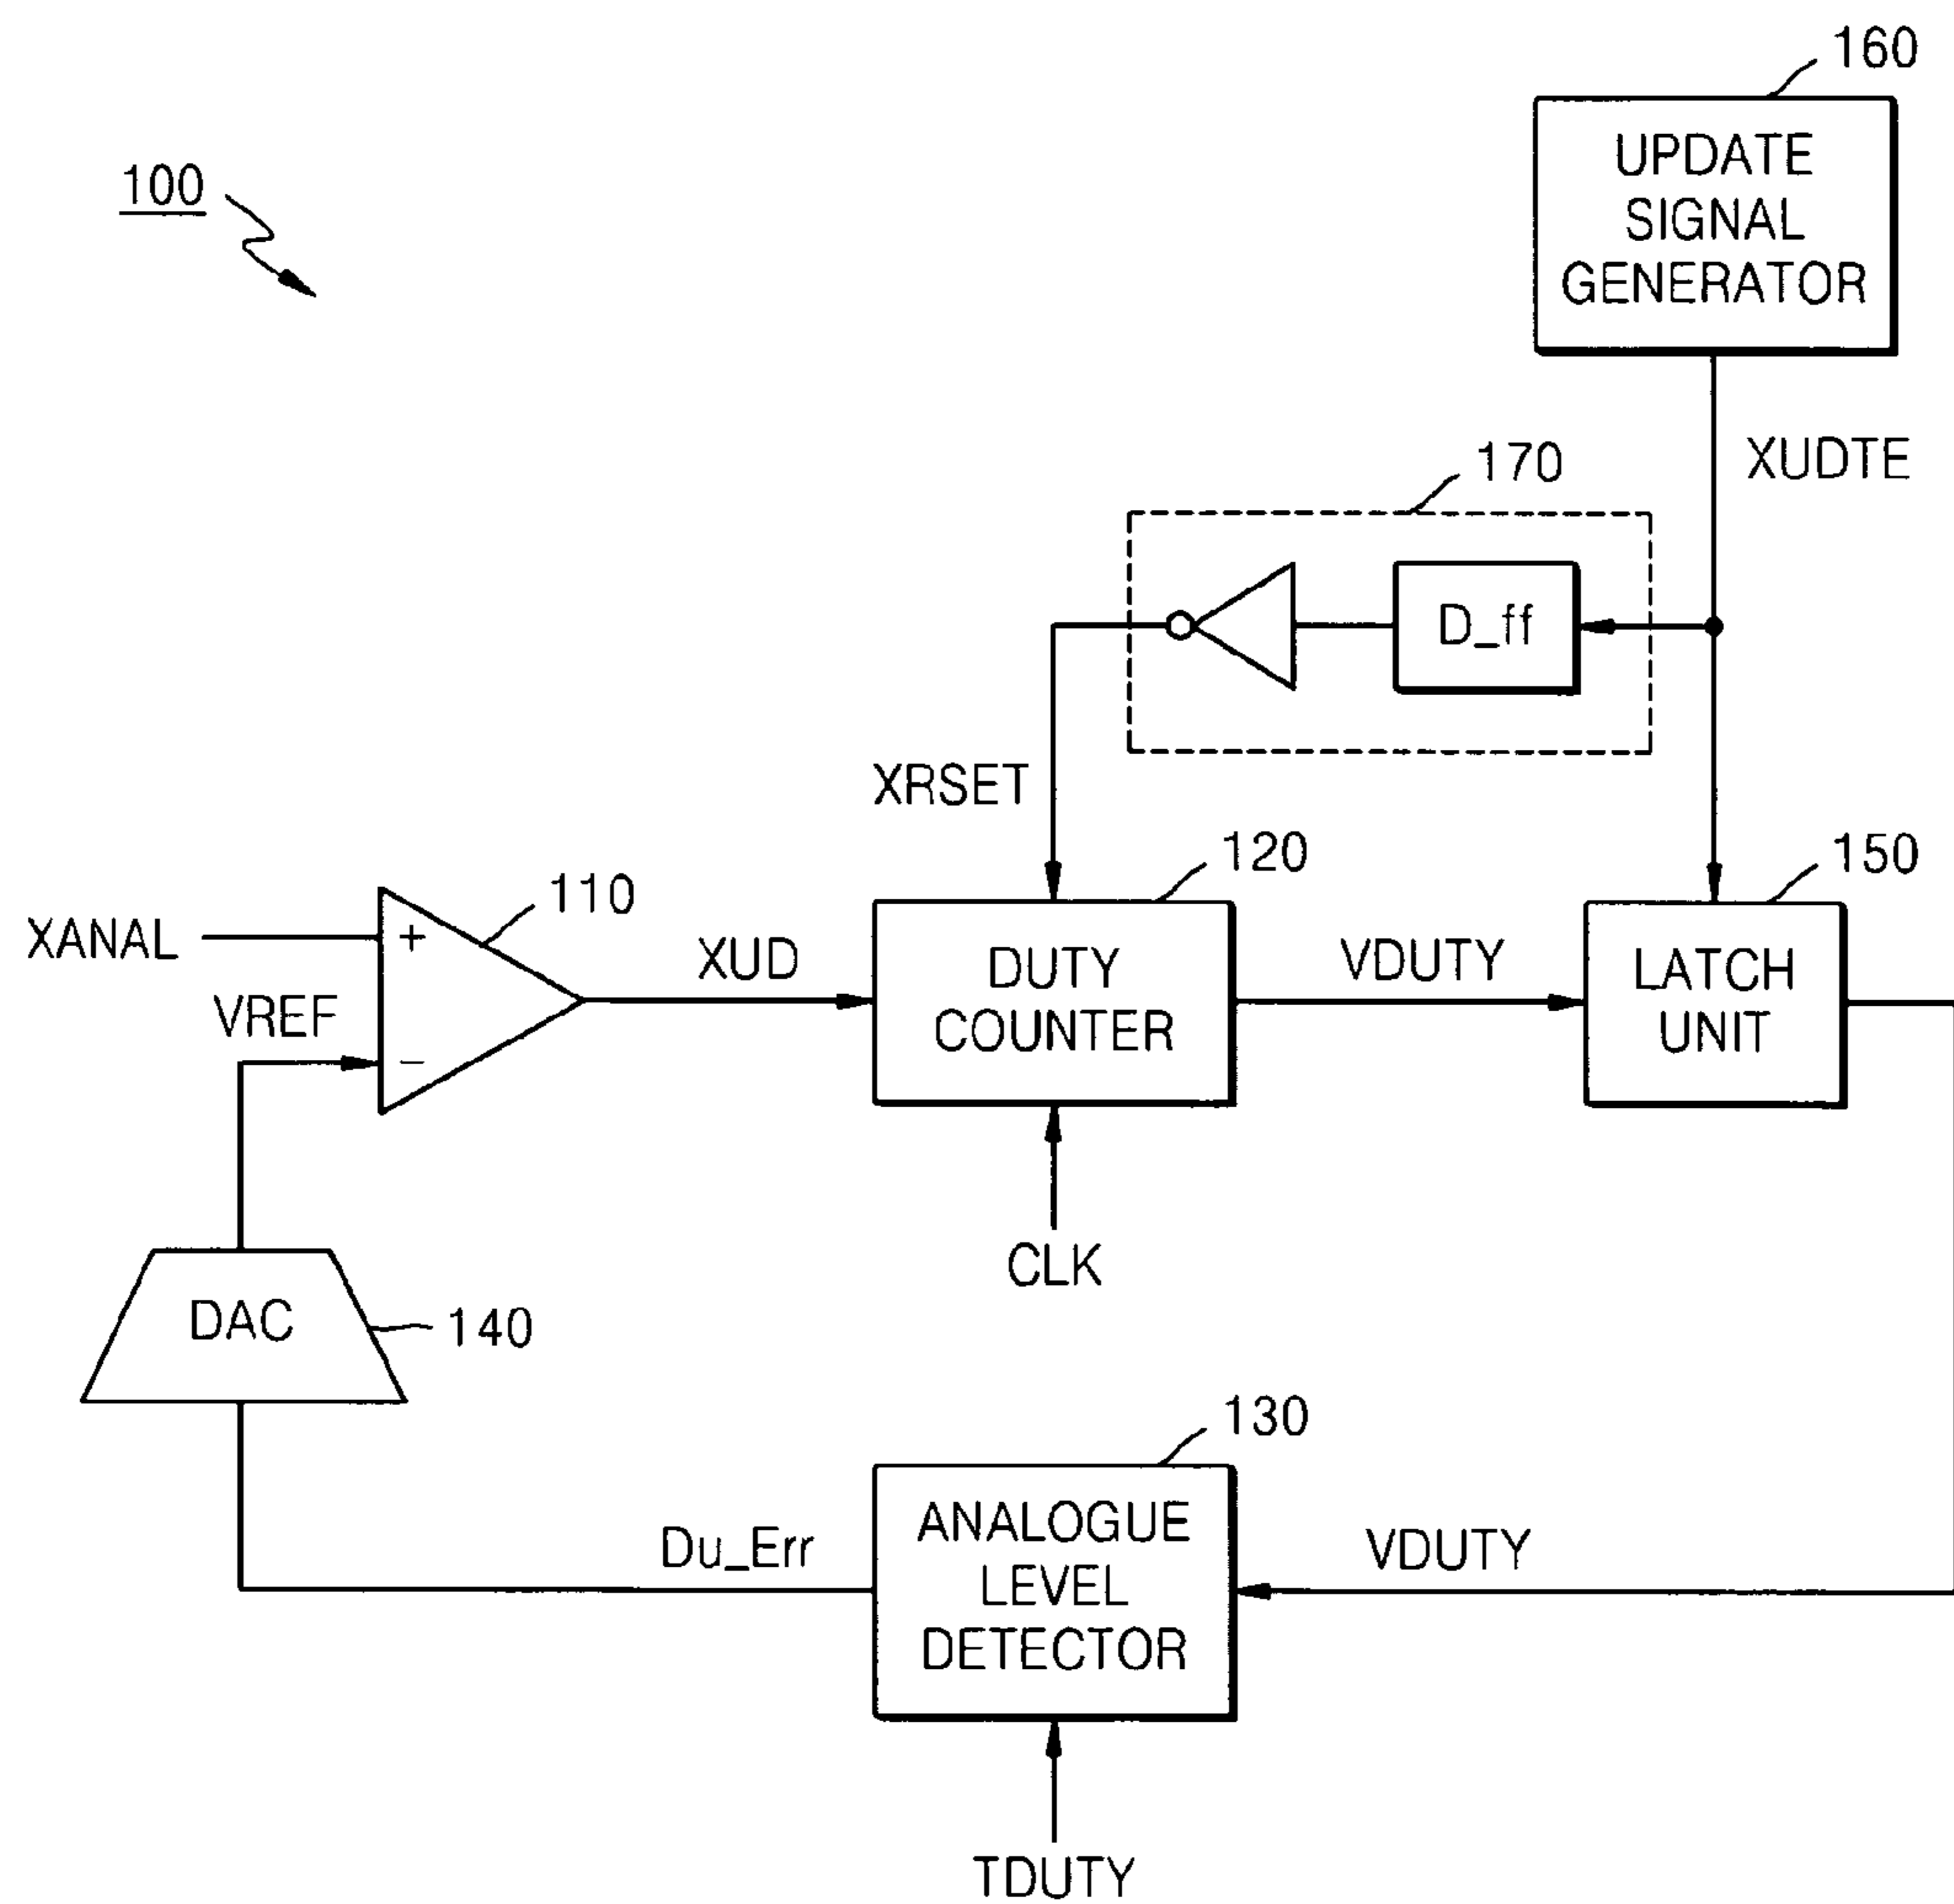 160
UPDATE
SIGNAL
GENERATOR
100
XUDTE
170
D_ff
XRSET
120
150
110
XANAL
+
XUD
DUTY
COUNTER
VDUTY
LATCH
UNIT
VREF
−
CLK
DAC
140
130
ANALOGUE
LEVEL
DETECTOR
Du_Err
VDUTY
TDUTY